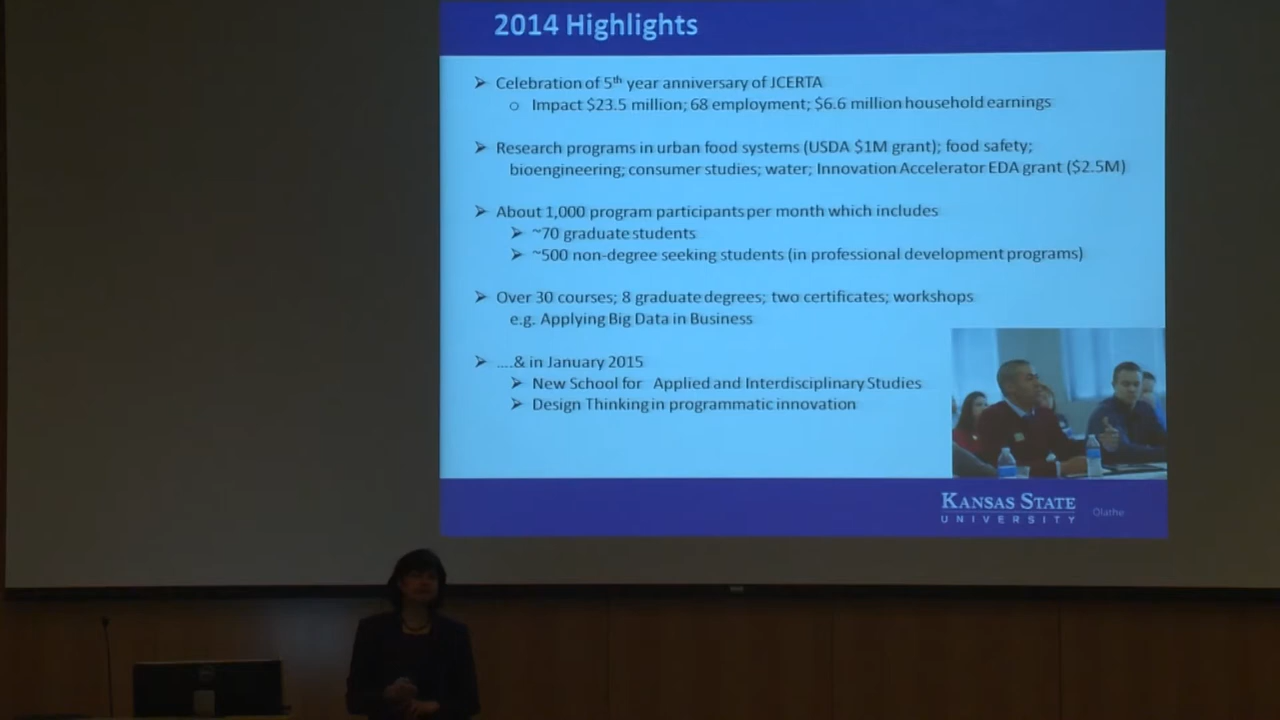 2014 Highlights
➢ Celebration of 5th year anniversary of JCERTA
o Impact $23.5 million; 68 employment; $6.6 million household earnings
➢ Research programs in urban food systems (USDA $1M grant); food safety;
bioengineering; consumer studies; water; Innovation Accelerator EDA grant ($2.5M)
➢ About 1,000 program participants per month which includes
➢ ~70 graduate students
➢ ~500 non-degree seeking students (in professional development programs)
➢ Over 30 courses; 8 graduate degrees; two certificates; workshops
e.g. Applying Big Data in Business
➢ ....& in January 2015
➢ New School for Applied and Interdisciplinary Studies
➢ Design Thinking in programmatic innovation
KANSAS STATE
UNIVERSITY Olathe